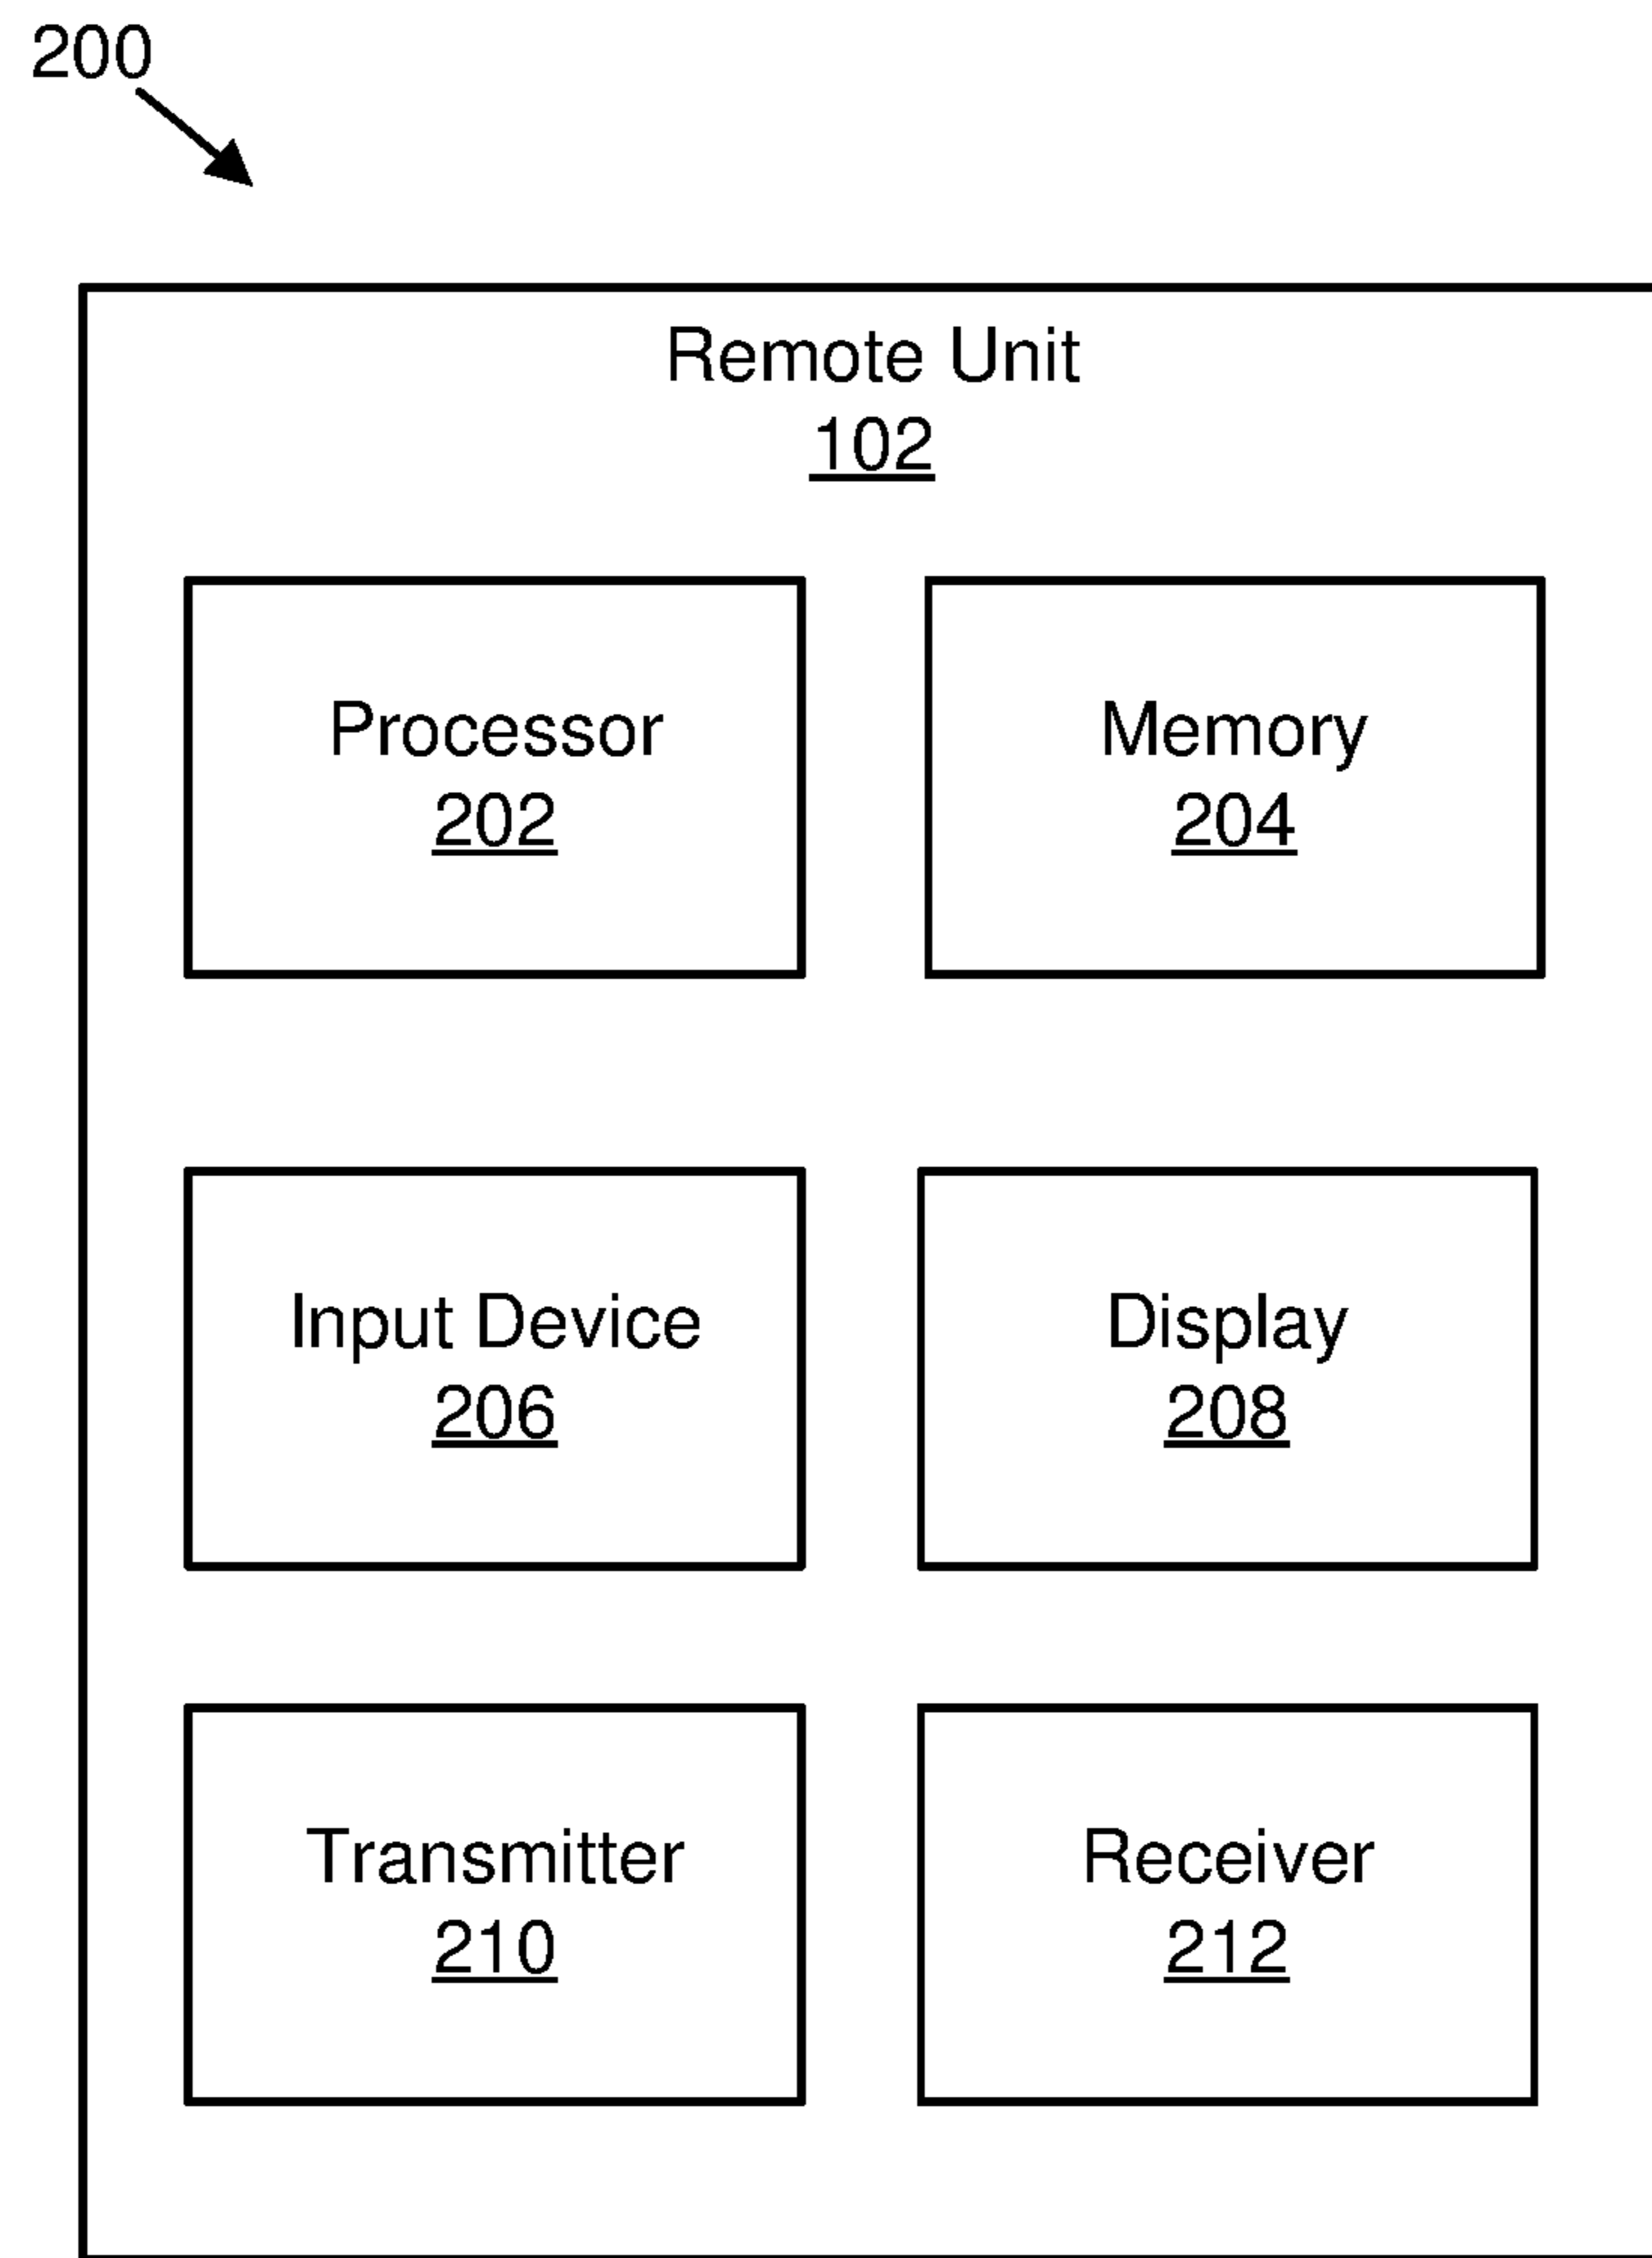 200
Remote Unit
102
Processor
202
Memory
204
Input Device
206
Display
208
Transmitter
210
Receiver
212